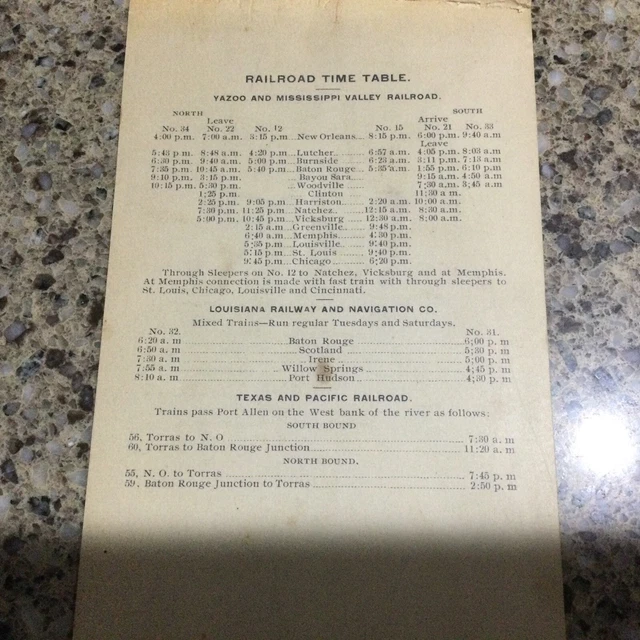 RAILROAD TIME TABLE.
YAZOO AND MISSISSIPPI VALLEY RAILROAD.
NORTH SOUTH
Leave Arrive
No. 34 No. 22 No. 12 No. 15 No. 21 No. 33
4:00 p.m. 7:00 a.m. 3:15 p.m. New Orleans 8:15 p.m. 6:00 p.m. 9:40 a.m
Leave
5:43 p m. 8:48 a.m. 4:20 p.m. Lutcher 6:57 a.m. 4:05 p.m. 8:03 a.m
6:30 p.m. 9:40 a.m. 5:00 p.m. Burnside 6:23 a.m. 3:11 p.m. 7:13 a.m
7:35 p.m. 10:45 a.m. 5:40 p.m. Baton Rouge 5:35 a.m. 1:55 p.m. 6:10 p.m
9:10 p.m. 3:15 p.m. Bayou Sara 9:15 a.m. 4:50 a.m.
10:15 p.m. 5:30 p.m. Woodville 7:30 a.m. 3,45 a.m
1:25 p.m. Clinton 11:30 a m.
2:25 p.m. 9:05 p.m. Harriston 2:20 a.m. 10:00 a.m.
7:30 p.m. 11:25 p.m. Natchez 12:15 a.m. 8:30 a.m.
5:00 p.m. 10:45 p.m. Vicksburg 12:30 a.m. 8:00 a.m.
2:15 a.m. Greenville 9:48 p.m.
6:40 a.m. Memphis 4:30 p.m.
5:35 p.m. Louisville 9:40 p.m.
5:15 p.m St. Louis 9:40 p.m.
9:45 p.m. Chicago 6:20 p.m.
Through Sleepers on No. 12 to Natchez, Vicksburg and at Memphis.
At Memphis connection is made with fast train with through sleepers to
St. Louis, Chicago, Louisville and Cincinnati.
LOUISIANA RAILWAY AND NAVIGATION CO.
Mixed Trains—Run regular Tuesdays and Saturdays.
No. 32. No. 31.
6:20 a. m Baton Rouge 6;00 p. m
6:50 a. m Scotland 5;30 p. m
7:30 a. m Irene 5;00 p. m
7:55 a. m Willow Springs 4;45 p. m
8:10 a. m Port Hudson 4;30 p. m
TEXAS AND PACIFIC RAILROAD.
Trains pass Port Allen on the West bank of the river as follows:
SOUTH BOUND
56, Torras to N. O 7:30 a. m
60, Torras to Baton Rouge Junction 11:20 a. m
NORTH BOUND.
55, N. O. to Torras 7:45 p. m
59. Baton Rouge Junction to Torras 2:50 p. m